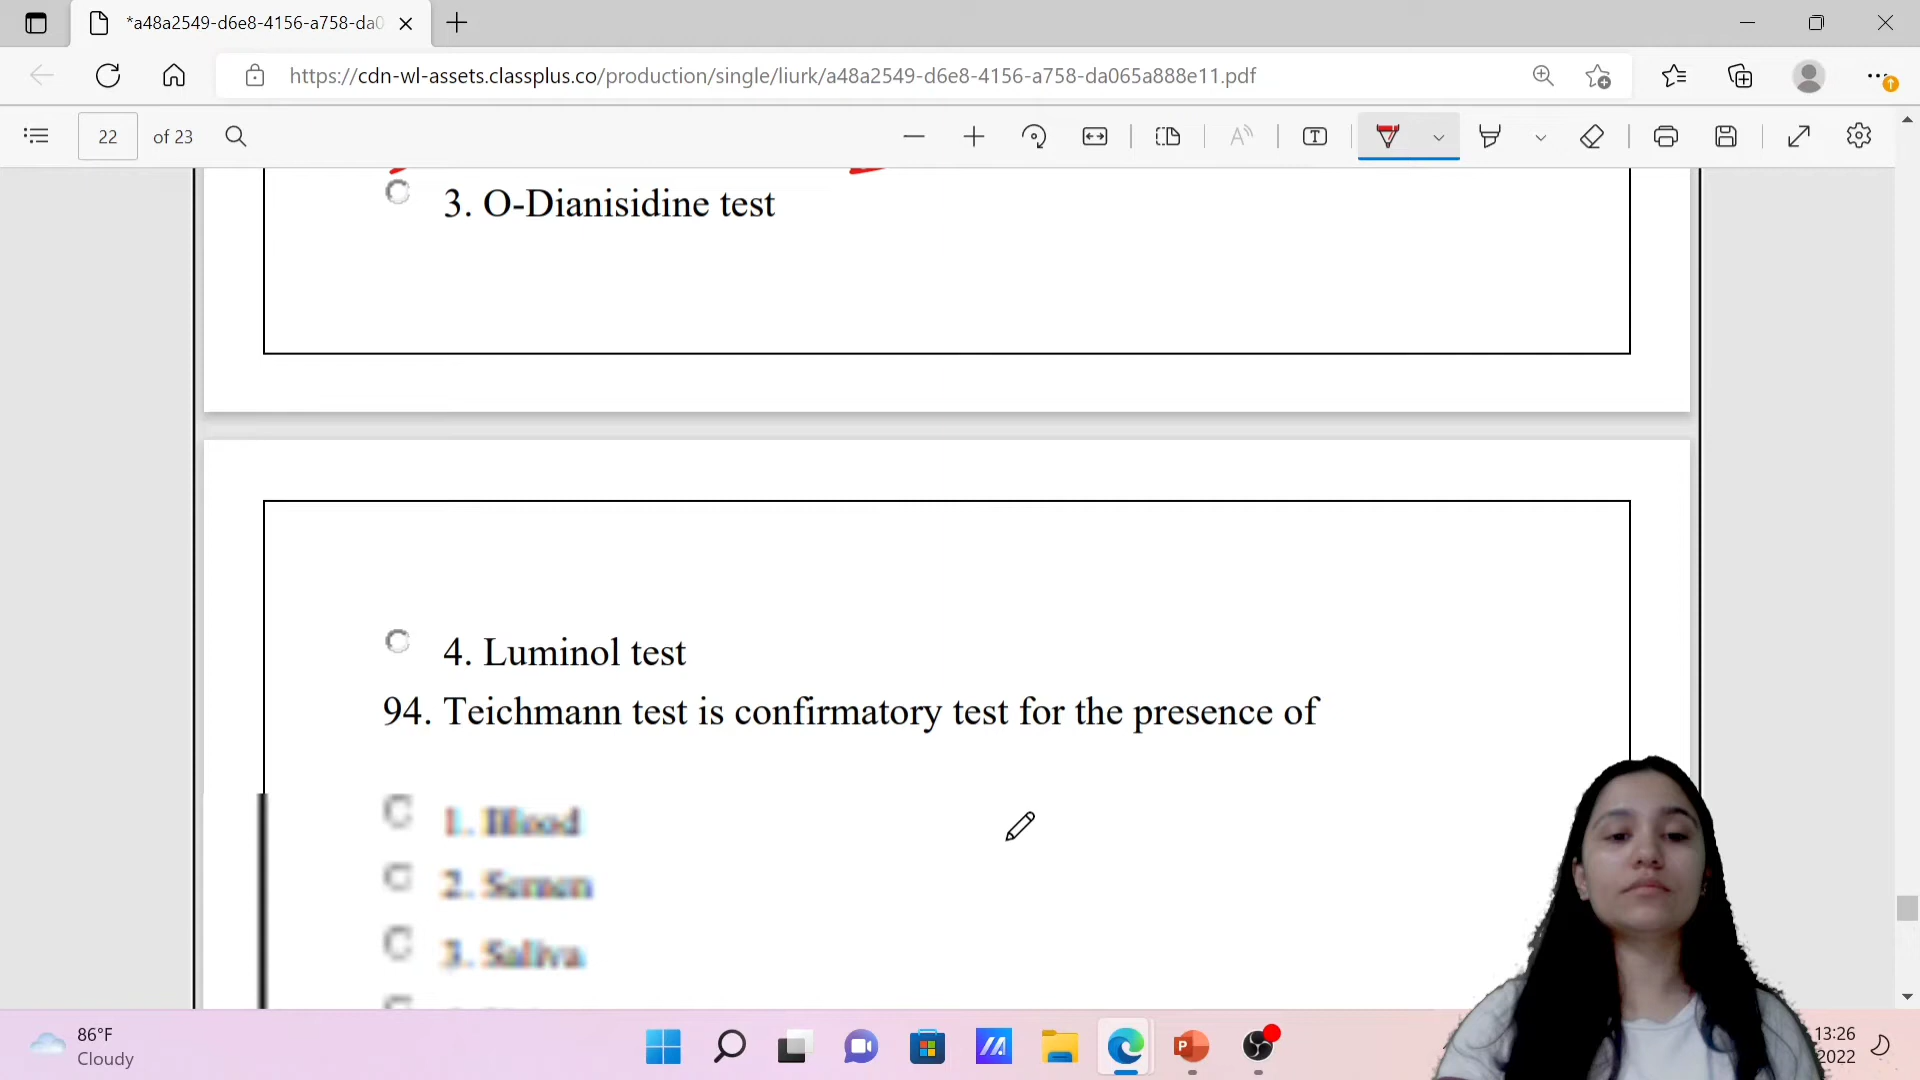 *a48a2549-d6e8-4156-a758-da0
https://cdn-wl-assets.classplus.co/production/single/liurk/a48a2549-d6e8-4156-a758-da065a888e11.pdf
22 of 23
3. O-Dianisidine test
4. Luminol test
94. Teichmann test is confirmatory test for the presence of
1. Blood
2. Semen
3. Saliva
86°F
Cloudy
13:26
2022